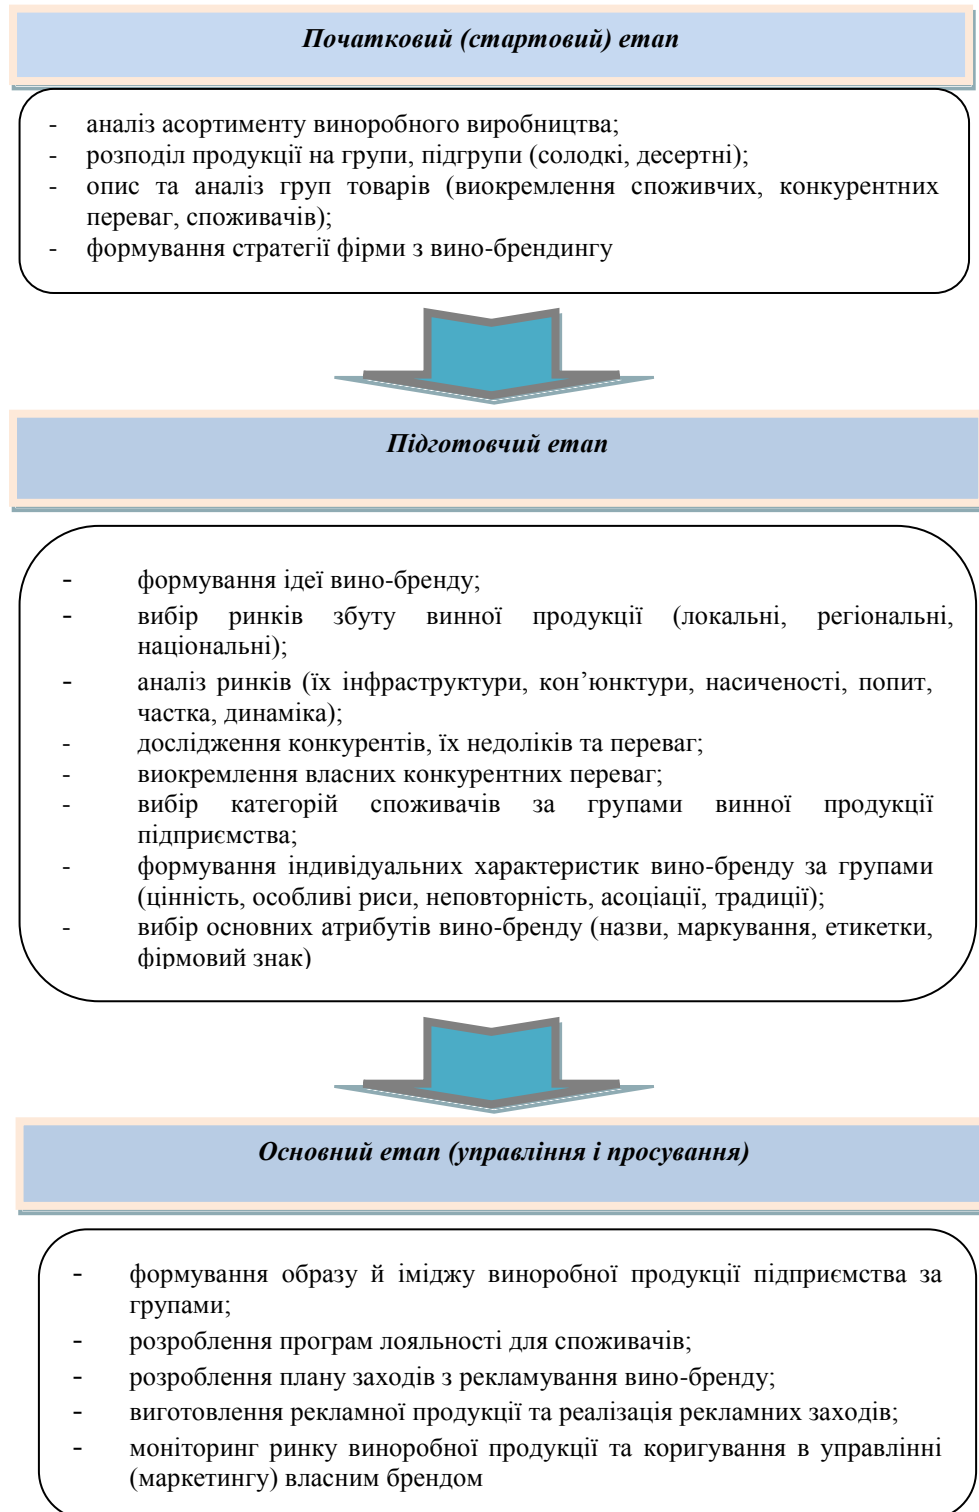 Початковий (стартовий) етап
- аналіз асортименту виноробного виробництва;
- розподіл продукції на групи, підгрупи (солодкі, десертні);
- опис та аналіз груп товарів (виокремлення споживчих, конкурентних
переваг, споживачів);
- формування стратегії фірми з вино-брендингу
Підготовчий етап
- формування ідеї вино-бренду;
- вибір ринків збуту винної продукції (локальні, регіональні,
національні);
- аналіз ринків (їх інфраструктури, кон’юнктури, насиченості, попит,
частка, динаміка);
- дослідження конкурентів, їх недоліків та переваг;
- виокремлення власних конкурентних переваг;
- вибір категорій споживачів за групами винної продукції
підприємства;
- формування індивідуальних характеристик вино-бренду за групами
(цінність, особливі риси, неповторність, асоціації, традиції);
- вибір основних атрибутів вино-бренду (назви, маркування, етикетки,
фірмовий знак)
Основний етап (управління і просування)
- формування образу й іміджу виноробної продукції підприємства за
групами;
- розроблення програм лояльності для споживачів;
- розроблення плану заходів з рекламування вино-бренду;
- виготовлення рекламної продукції та реалізація рекламних заходів;
- моніторинг ринку виноробної продукції та коригування в управлінні
(маркетингу) власним брендом